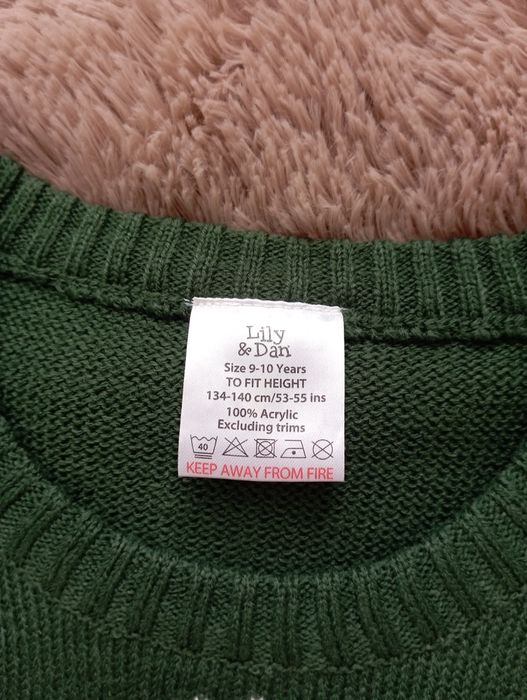 Lily
& Dan
Size 9-10 Years
TO FIT HEIGHT
134-140 cm/53-55 ins
100% Acrylic
Excluding trims
40
KEEP AWAY FROM FIRE